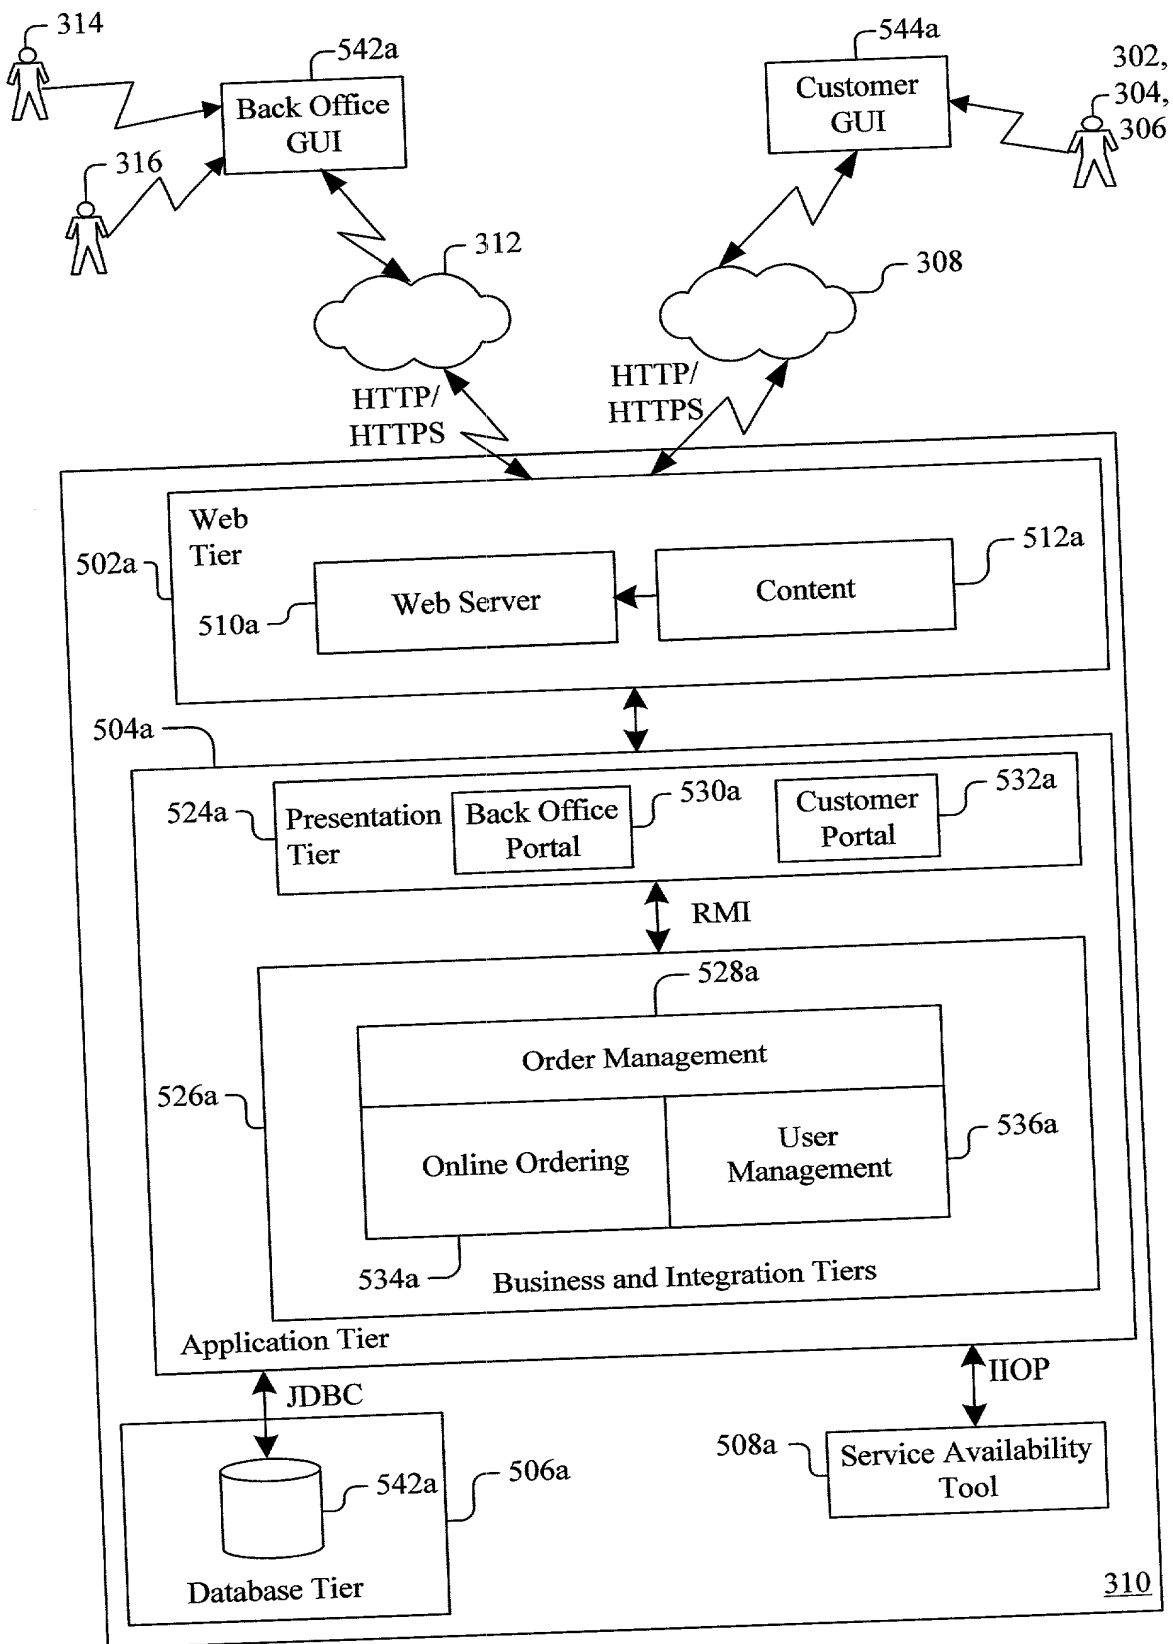 314
542a
Back Office
GUI
316
544a
Customer
GUI
302,
304,
306
312
308
HTTP/
HTTPS
HTTP/
HTTPS
Web
Tier
502a
510a
Web Server
Content
512a
504a
524a
Presentation
Tier
Back Office
Portal
530a
Customer
Portal
532a
RMI
528a
Order Management
526a
Online Ordering
User
Management
536a
534a
Business and Integration Tiers
Application Tier
JDBC
IIOP
542a
506a
Database Tier
508a
Service Availability
Tool
310